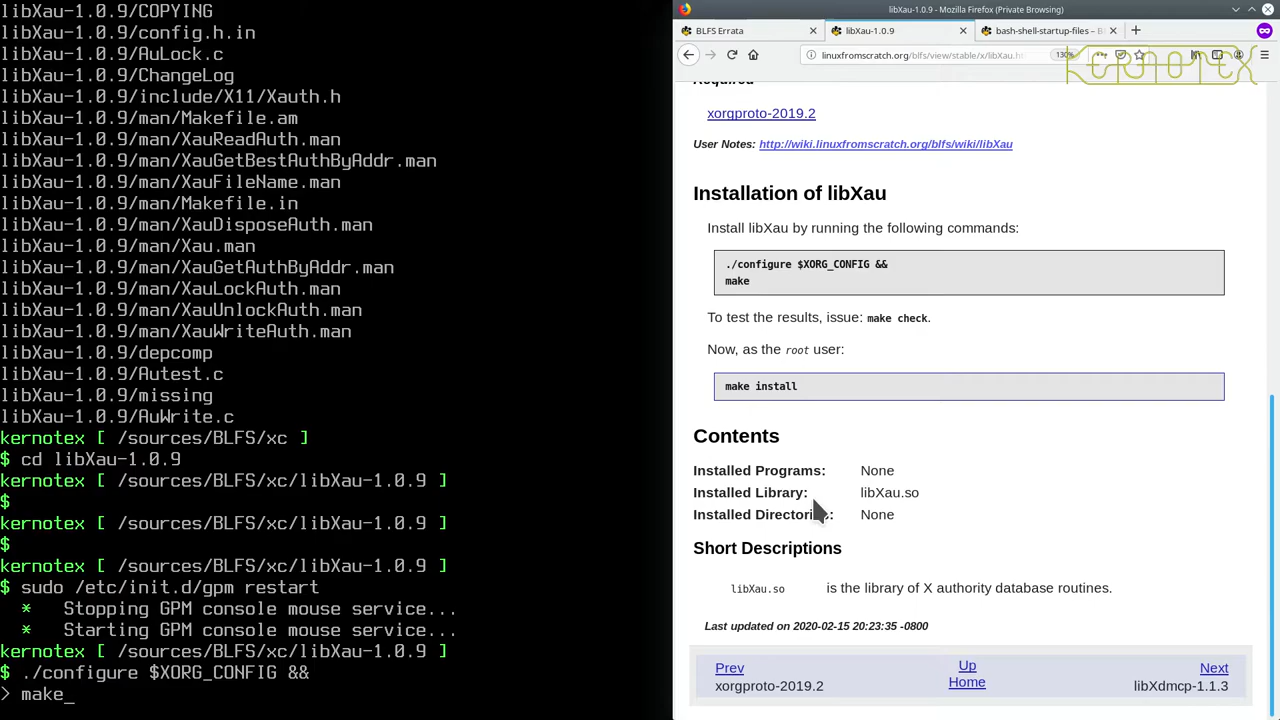 libXau-1.0.9/COPYING
libXau-1.0.9/config.h.in
libXau-1.0.9/AuLock.c
libXau-1.0.9/ChangeLog
libXau-1.0.9/include/X11/Xauth.h
libXau-1.0.9/man/Makefile.am
libXau-1.0.9/man/XauReadAuth.man
libXau-1.0.9/man/XauGetBestAuthByAddr.man
libXau-1.0.9/man/XauFileName.man
libXau-1.0.9/man/Makefile.in
libXau-1.0.9/man/XauDisposeAuth.man
libXau-1.0.9/man/Xau.man
libXau-1.0.9/man/XauGetAuthByAddr.man
libXau-1.0.9/man/XauLockAuth.man
libXau-1.0.9/man/XauUnlockAuth.man
libXau-1.0.9/man/XauWriteAuth.man
libXau-1.0.9/depcomp
libXau-1.0.9/Autest.c
libXau-1.0.9/missing
libXau-1.0.9/AuWrite.c
kernotex [ /sources/BLFS/xc ]
$ cd libXau-1.0.9
kernotex [ /sources/BLFS/xc/libXau-1.0.9 ]
$
kernotex [ /sources/BLFS/xc/libXau-1.0.9 ]
$
kernotex [ /sources/BLFS/xc/libXau-1.0.9 ]
$ sudo /etc/init.d/gpm restart
* Stopping GPM console mouse service...
* Starting GPM console mouse service...
kernotex [ /sources/BLFS/xc/libXau-1.0.9 ]
$ ./configure $XORG_CONFIG &&
> make_
libXau-1.0.9 - Mozilla Firefox (Private Browsing)
BLFS Errata
libXau-1.0.9
bash-shell-startup-files – B
linuxfromscratch.org/blfs/view/stable/x/libXau.h
130%
KERNOTEX
Required
xorgproto-2019.2
User Notes: http://wiki.linuxfromscratch.org/blfs/wiki/libXau
Installation of libXau
Install libXau by running the following commands:
./configure $XORG_CONFIG &&
make
To test the results, issue: make check.
Now, as the root user:
make install
Contents
Installed Programs: None
Installed Library: libXau.so
Installed Directories: None
Short Descriptions
libXau.so is the library of X authority database routines.
Last updated on 2020-02-15 20:23:35 -0800
Prev
Up
Next
xorgproto-2019.2
Home
libXdmcp-1.1.3